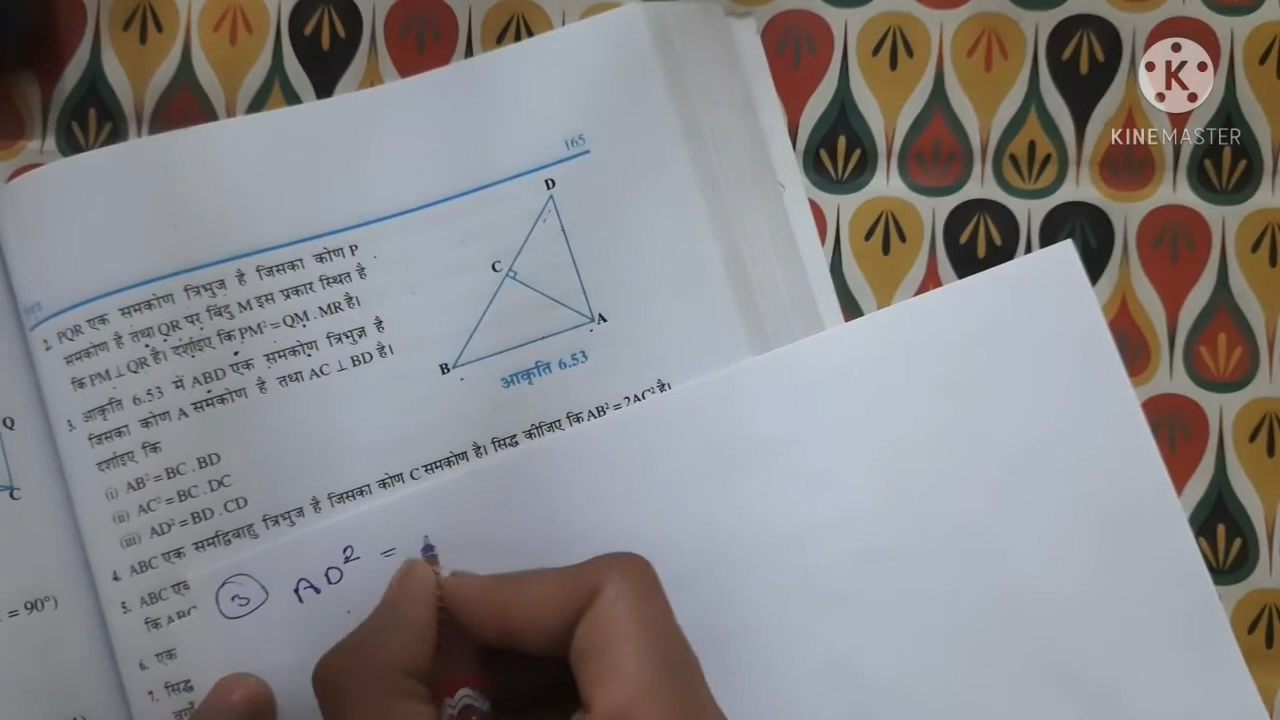 165
2. PQR एक समकोण त्रिभुज है जिसका कोण P
समकोण है तथा QR पर बिंदु M इस प्रकार स्थित है
कि PM ⊥ QR है। दर्शाइए कि PM² = QM . MR है।
3. आकृति 6.53 में ABD एक समकोण त्रिभुज है
जिसका कोण A समकोण है तथा AC ⊥ BD है।
दर्शाइए कि
(i) AB² = BC . BD
(ii) AC² = BC . DC
(iii) AD² = BD . CD
D
C
A
B
आकृति 6.53
4. ABC एक समद्विबाहु त्रिभुज है जिसका कोण C समकोण है। सिद्ध कीजिए कि AB² = 2AC² है।
5. ABC एव
कि ABC
6. एक
7. सिद्ध
वर्गों
Q
C
= 90°)
3 AD² =
K
KINEMASTER